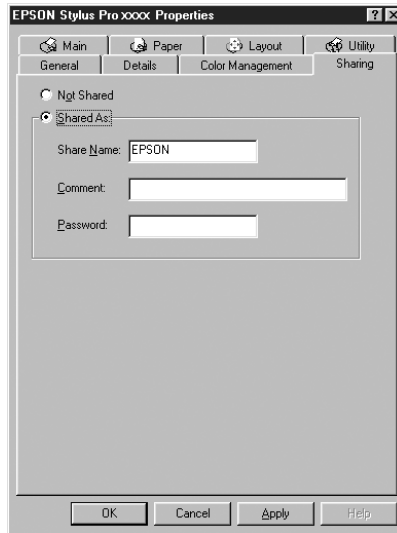 EPSON Stylus Pro xxxx Properties
Main Paper Layout Utility
General Details Color Management Sharing
Not Shared
Shared As:
Share Name: EPSON
Comment:
Password:
OK Cancel Apply Help